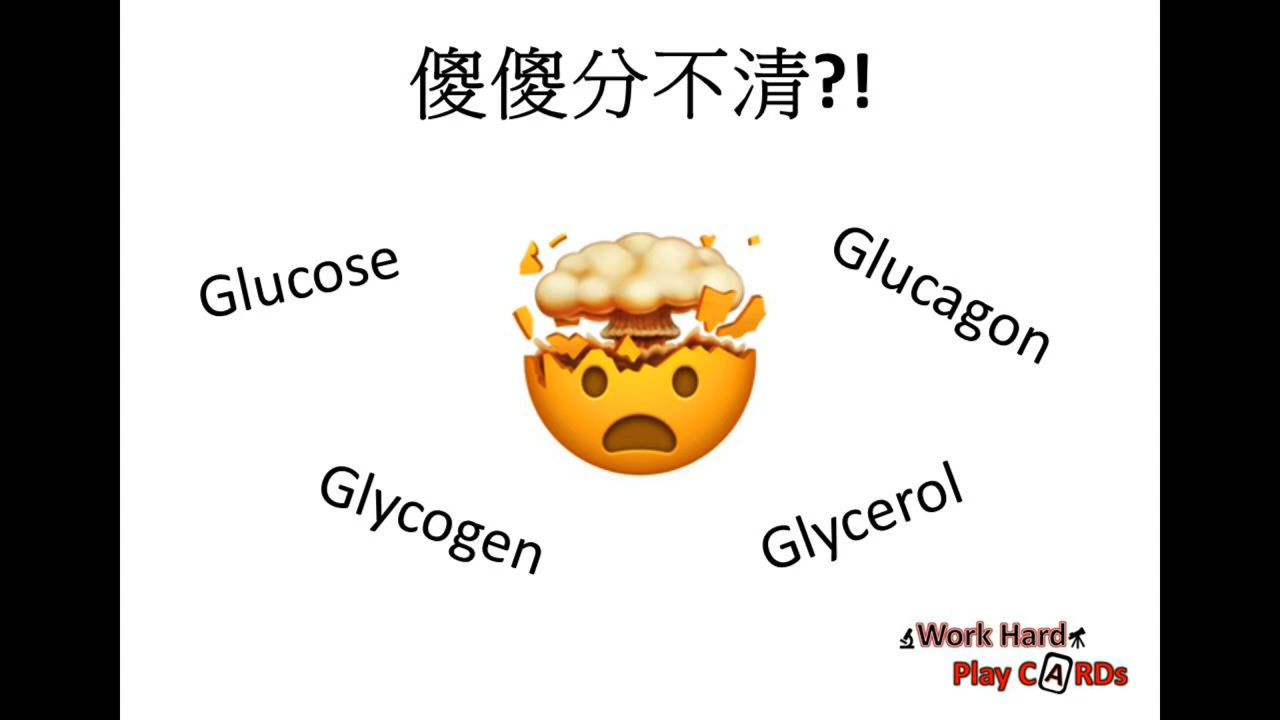 傻傻分不清?!
Glucose
Glucagon
Glycogen
Glycerol
Work Hard
Play CARDs